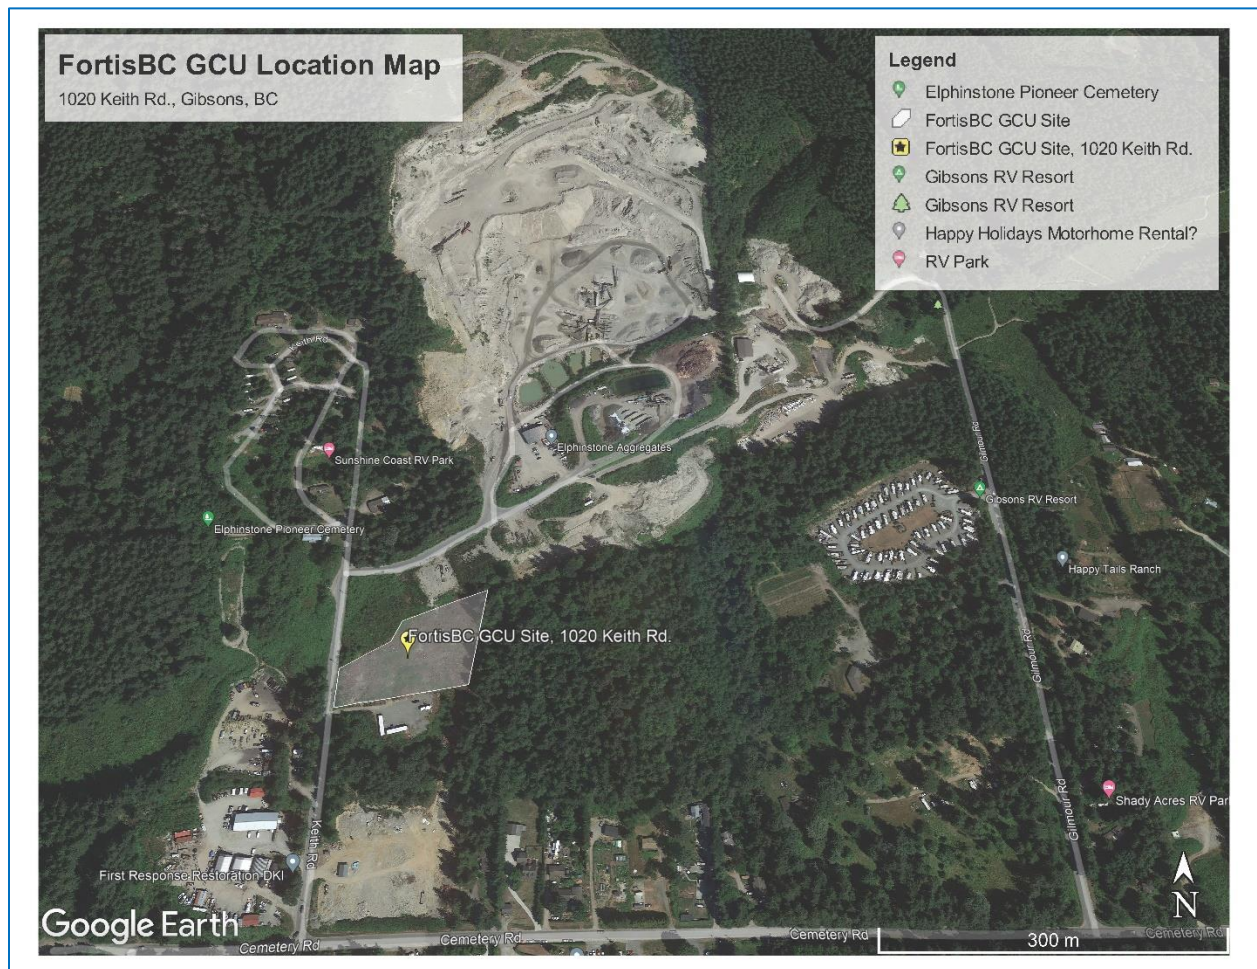 FortisBC GCU Location Map
1020 Keith Rd., Gibsons, BC
Legend
Elphinstone Pioneer Cemetery
FortisBC GCU Site
FortisBC GCU Site, 1020 Keith Rd.
Gibsons RV Resort
Gibsons RV Resort
Happy Holidays Motorhome Rental?
RV Park
Keith Rd
Gilmour Rd
Elphinstone Aggregates
Sunshine Coast RV Park
Gibsons RV Resort
Elphinstone Pioneer Cemetery
Happy Tails Ranch
FortisBC GCU Site, 1020 Keith Rd.
Gilmour Rd
Shady Acres RV Par
Gilmour Rd
Keith Rd
First Response Restoration DKI
N
Google Earth
Cemetery Rd
Cemetery Rd
Cemetery Rd
Cemetery Rd
300 m